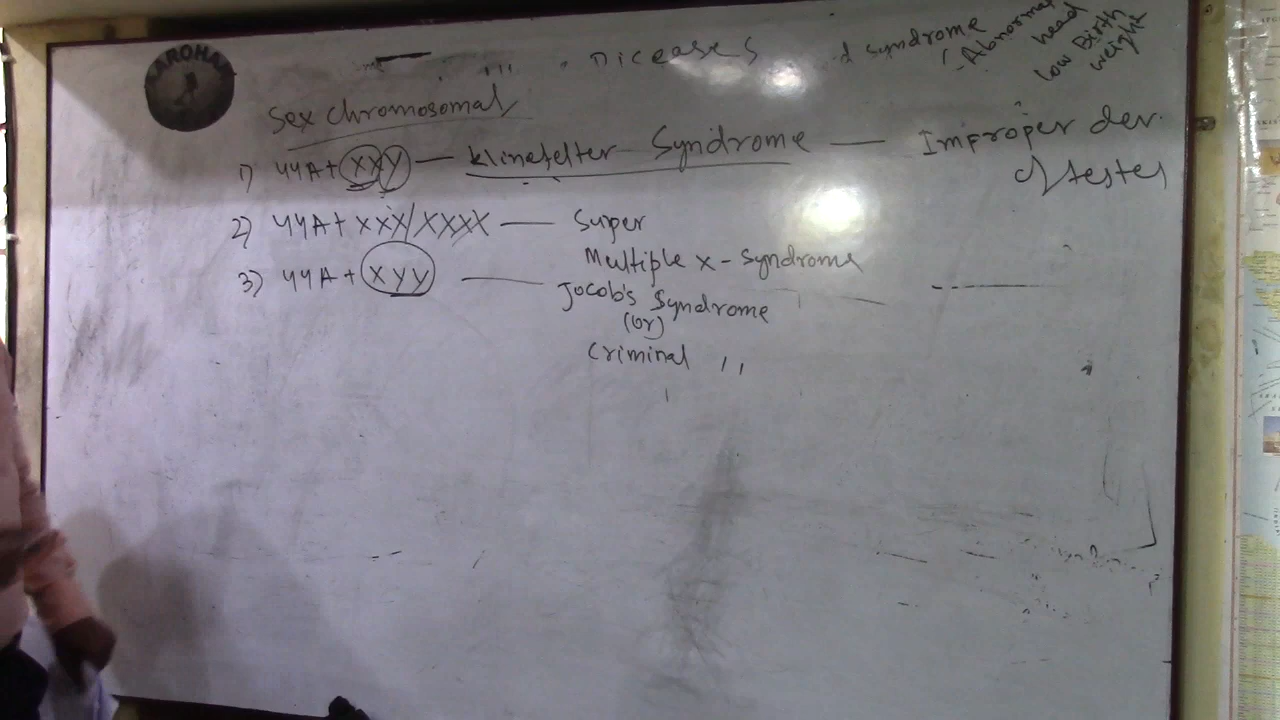 AROHAN
Diceases d syndrome
Abnormal head
low Birth weight
Sex chromosomal
1) 44A+ XXY — Klinefelter Syndrome — Improper dev.
of testes
2) 44A+ XXX/XXXX — Super
Multiple X-Syndrome
3) 44A + XYY — Jocob's Syndrome
(or)
Criminal ,,